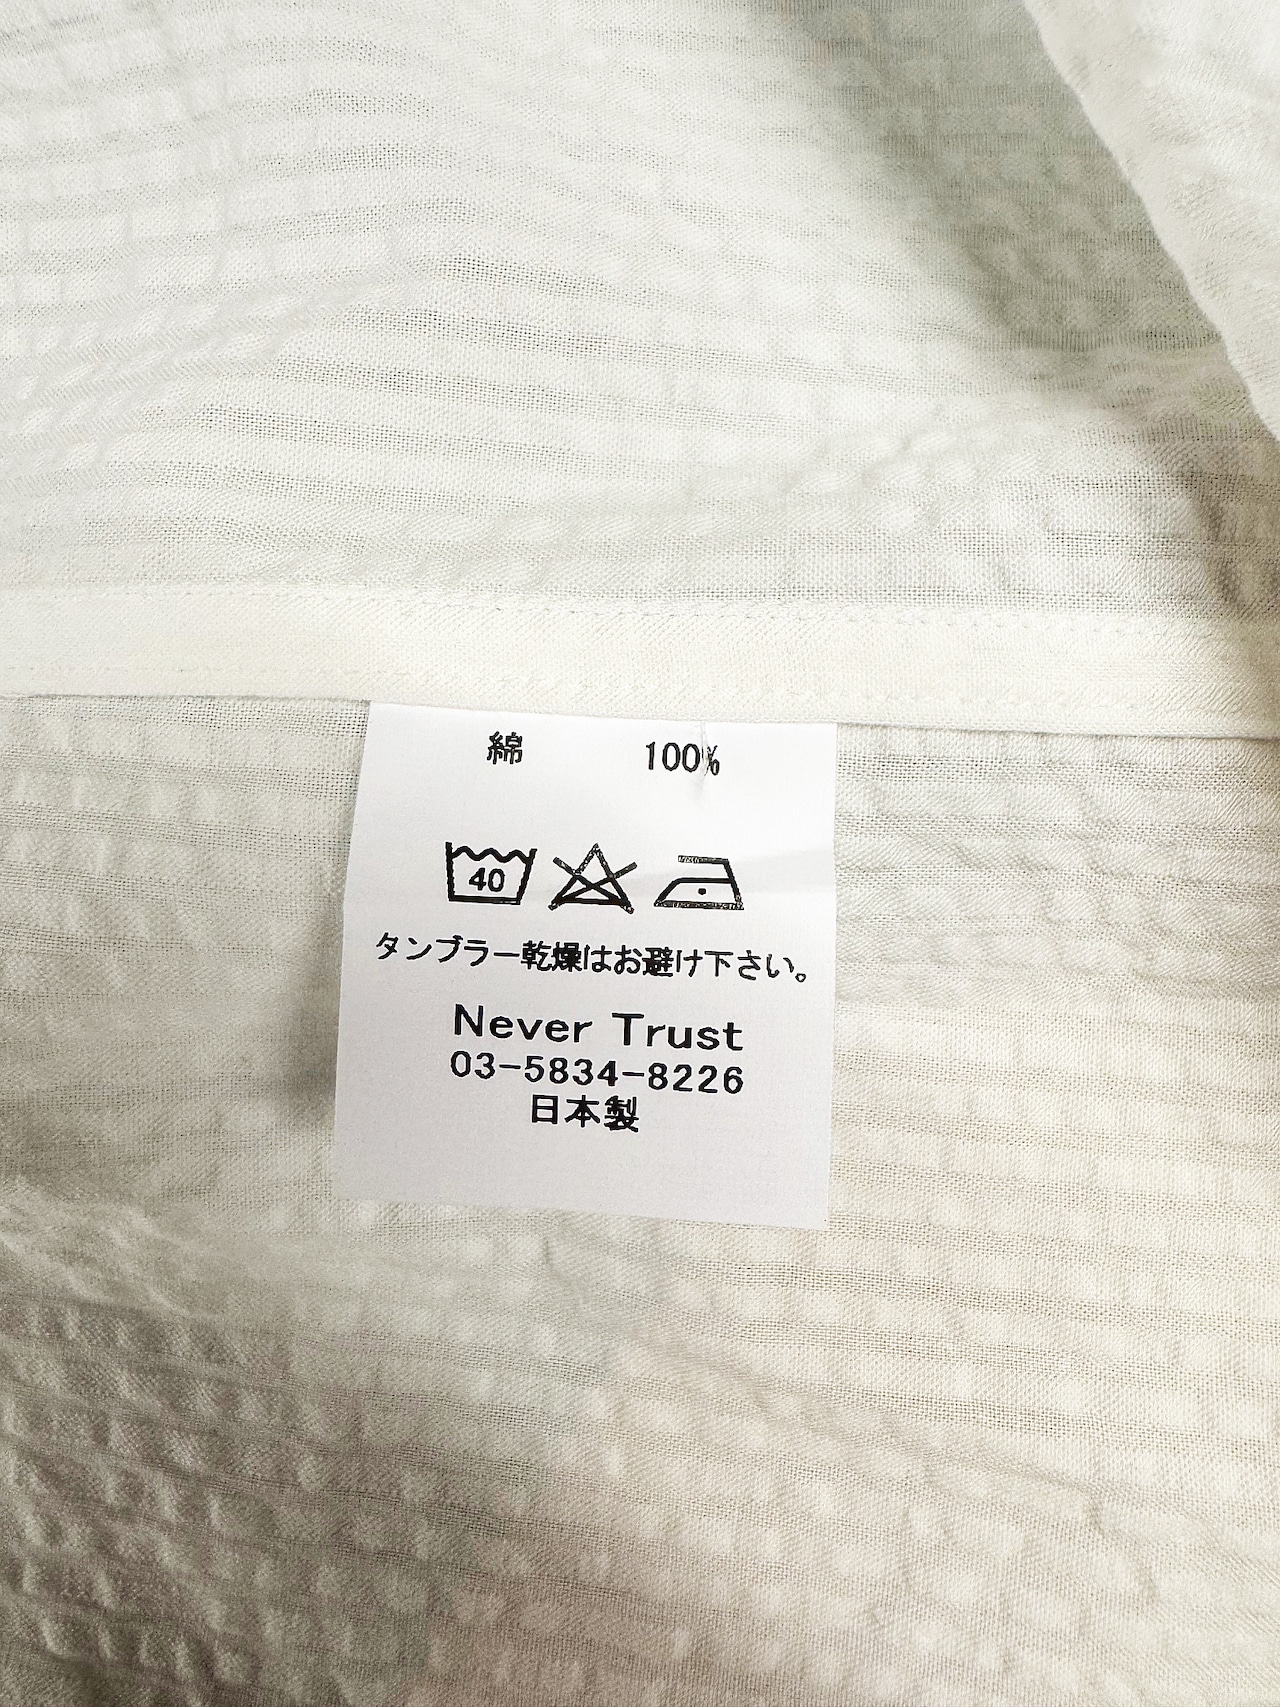 綿 100%
40
タンブラー乾燥はお避け下さい。
Never Trust
03-5834-8226
日本製